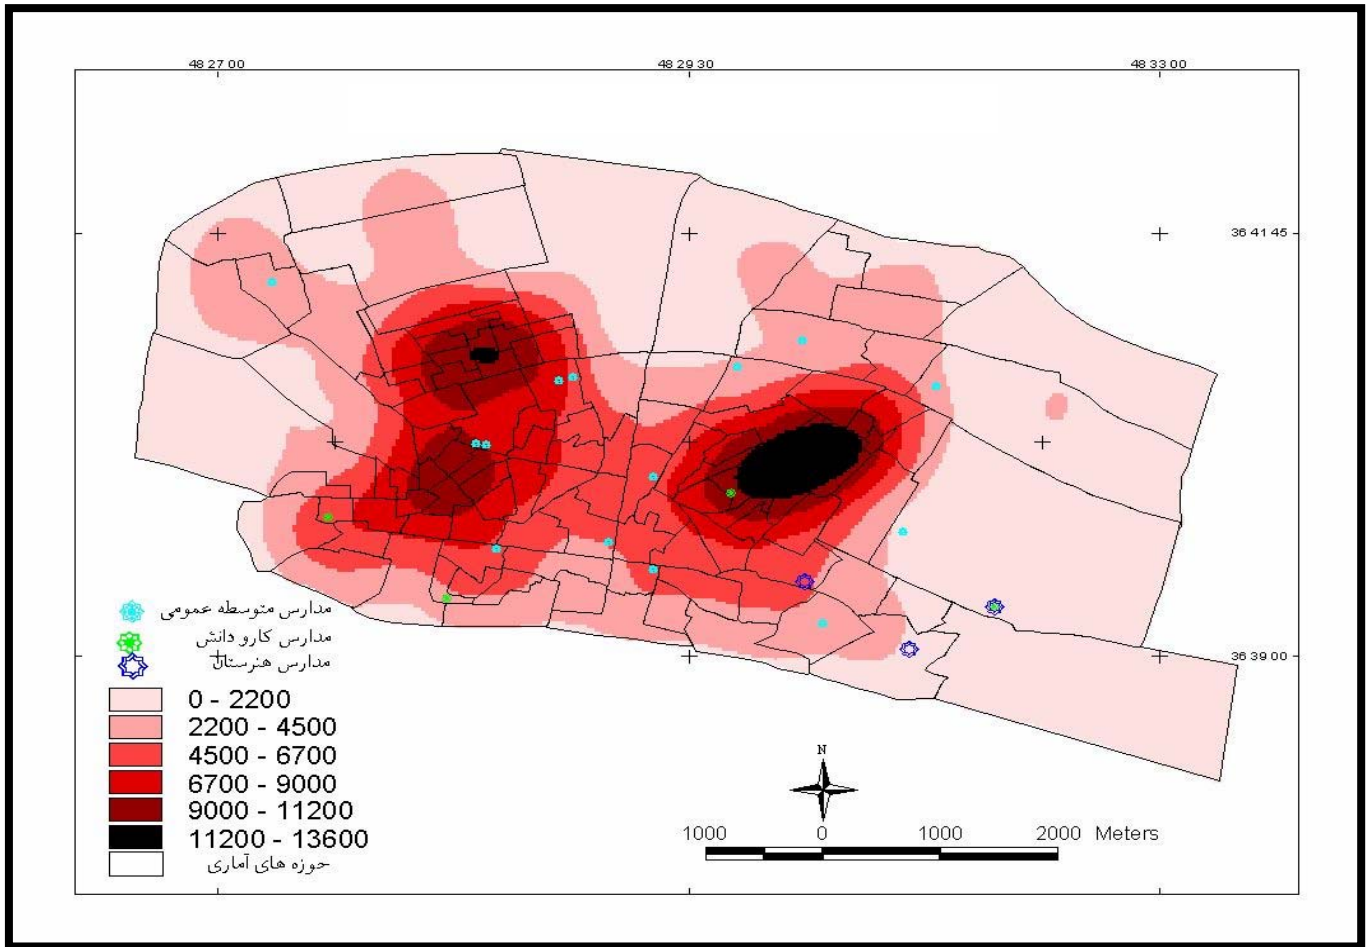 48 27 00
48 29 30
48 33 00
36 41 45
36 39 00
مدارس متوسطه عمومی
مدارس کارو دانش
مدارس هنرستان
0 - 2200
2200 - 4500
4500 - 6700
6700 - 9000
9000 - 11200
11200 - 13600
حوزه های آماری
N
1000 0 1000 2000 Meters